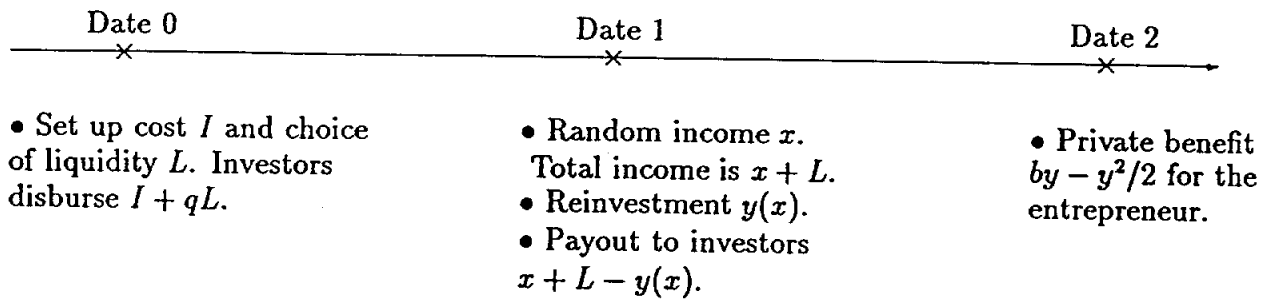 Date 0
Date 1
Date 2
• Set up cost I and choice
of liquidity L. Investors
disburse I + qL.
• Random income x.
Total income is x + L.
• Reinvestment y(x).
• Payout to investors
x + L − y(x).
• Private benefit
by − y²/2 for the
entrepreneur.